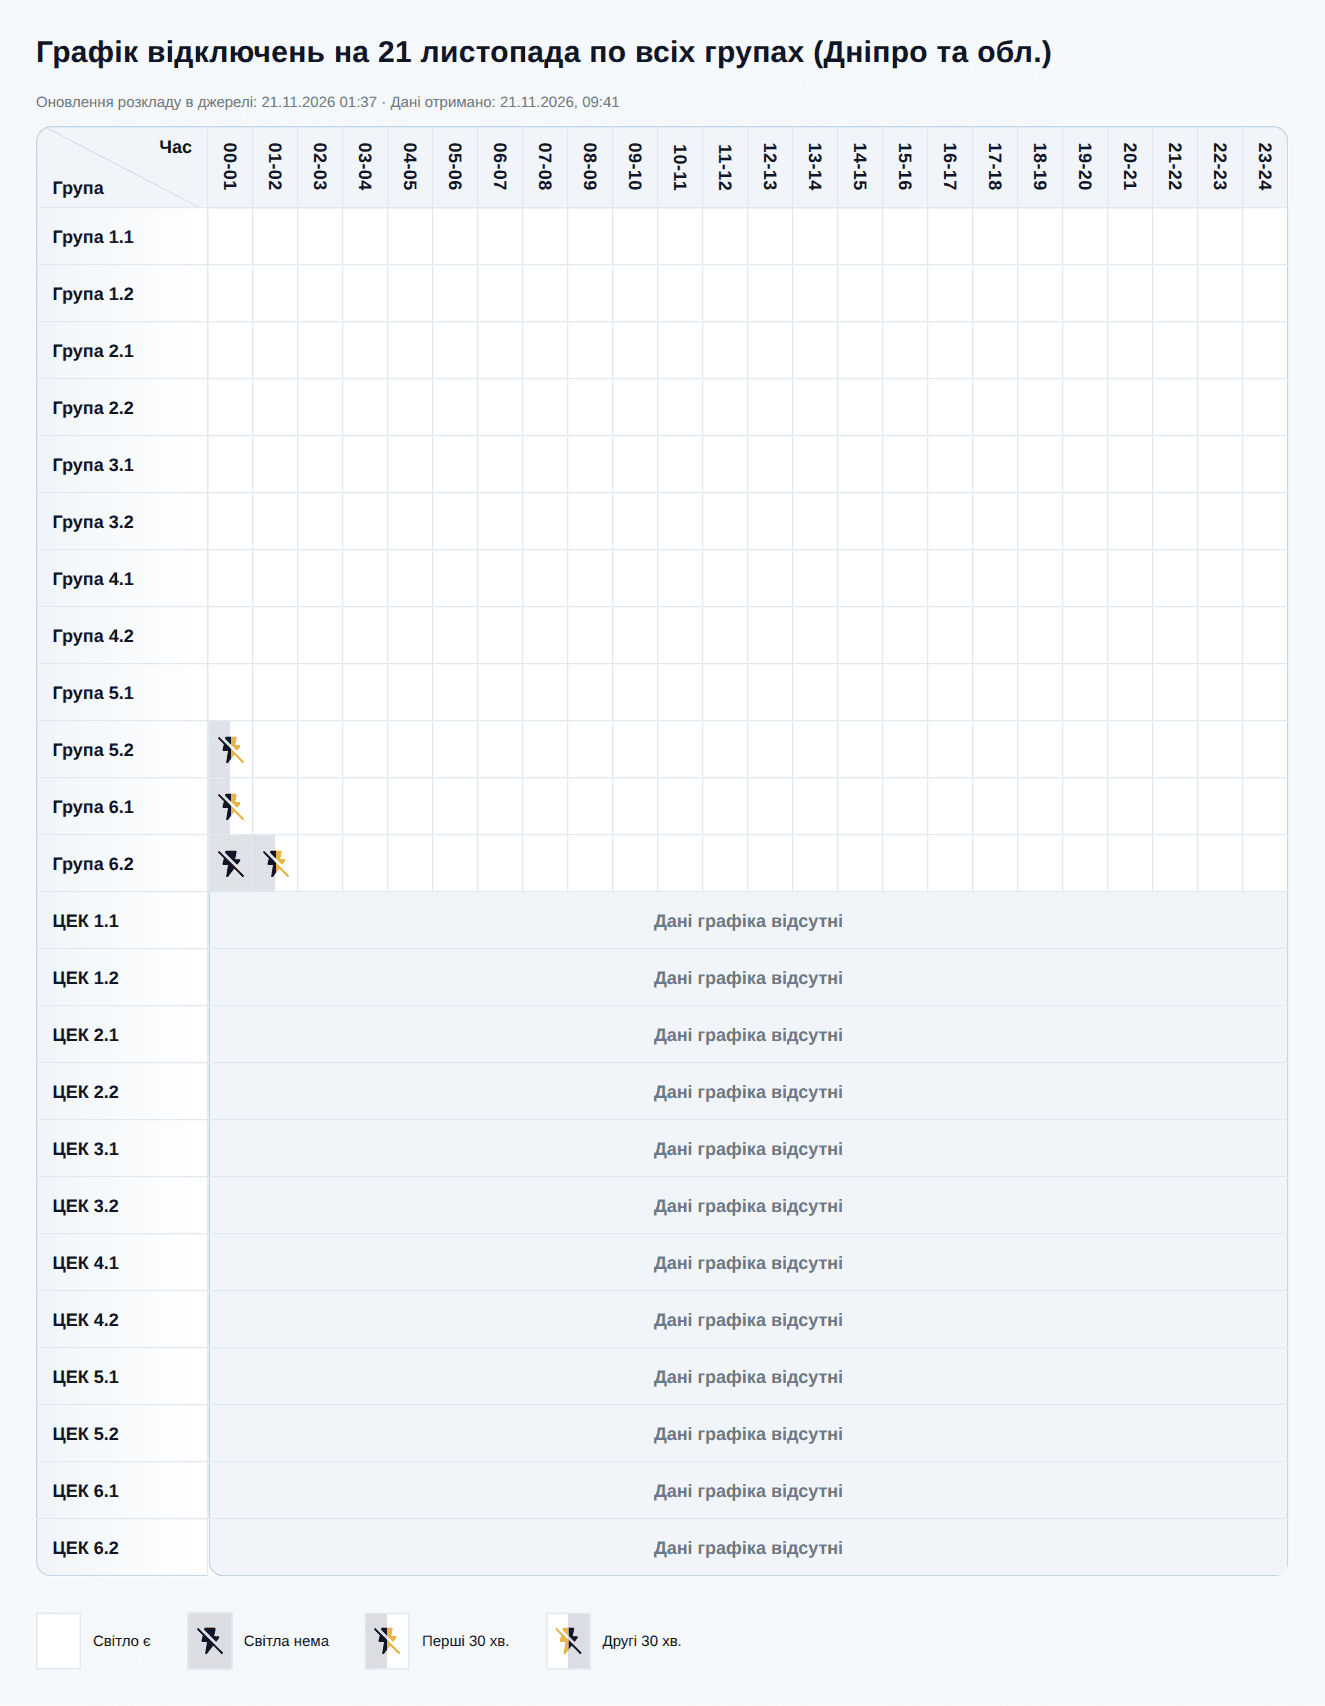 Графік відключень на 21 листопада по всіх групах (Дніпро та обл.)
Оновлення розкладу в джерелі: 21.11.2026 01:37 · Дані отримано: 21.11.2026, 09:41
Час
Група
00-01 01-02 02-03 03-04 04-05 05-06 06-07 07-08 08-09 09-10 10-11 11-12 12-13 13-14 14-15 15-16 16-17 17-18 18-19 19-20 20-21 21-22 22-23 23-24
Група 1.1
Група 1.2
Група 2.1
Група 2.2
Група 3.1
Група 3.2
Група 4.1
Група 4.2
Група 5.1
Група 5.2
Група 6.1
Група 6.2
ЦЕК 1.1 Дані графіка відсутні
ЦЕК 1.2 Дані графіка відсутні
ЦЕК 2.1 Дані графіка відсутні
ЦЕК 2.2 Дані графіка відсутні
ЦЕК 3.1 Дані графіка відсутні
ЦЕК 3.2 Дані графіка відсутні
ЦЕК 4.1 Дані графіка відсутні
ЦЕК 4.2 Дані графіка відсутні
ЦЕК 5.1 Дані графіка відсутні
ЦЕК 5.2 Дані графіка відсутні
ЦЕК 6.1 Дані графіка відсутні
ЦЕК 6.2 Дані графіка відсутні
Світло є Світла нема Перші 30 хв. Другі 30 хв.